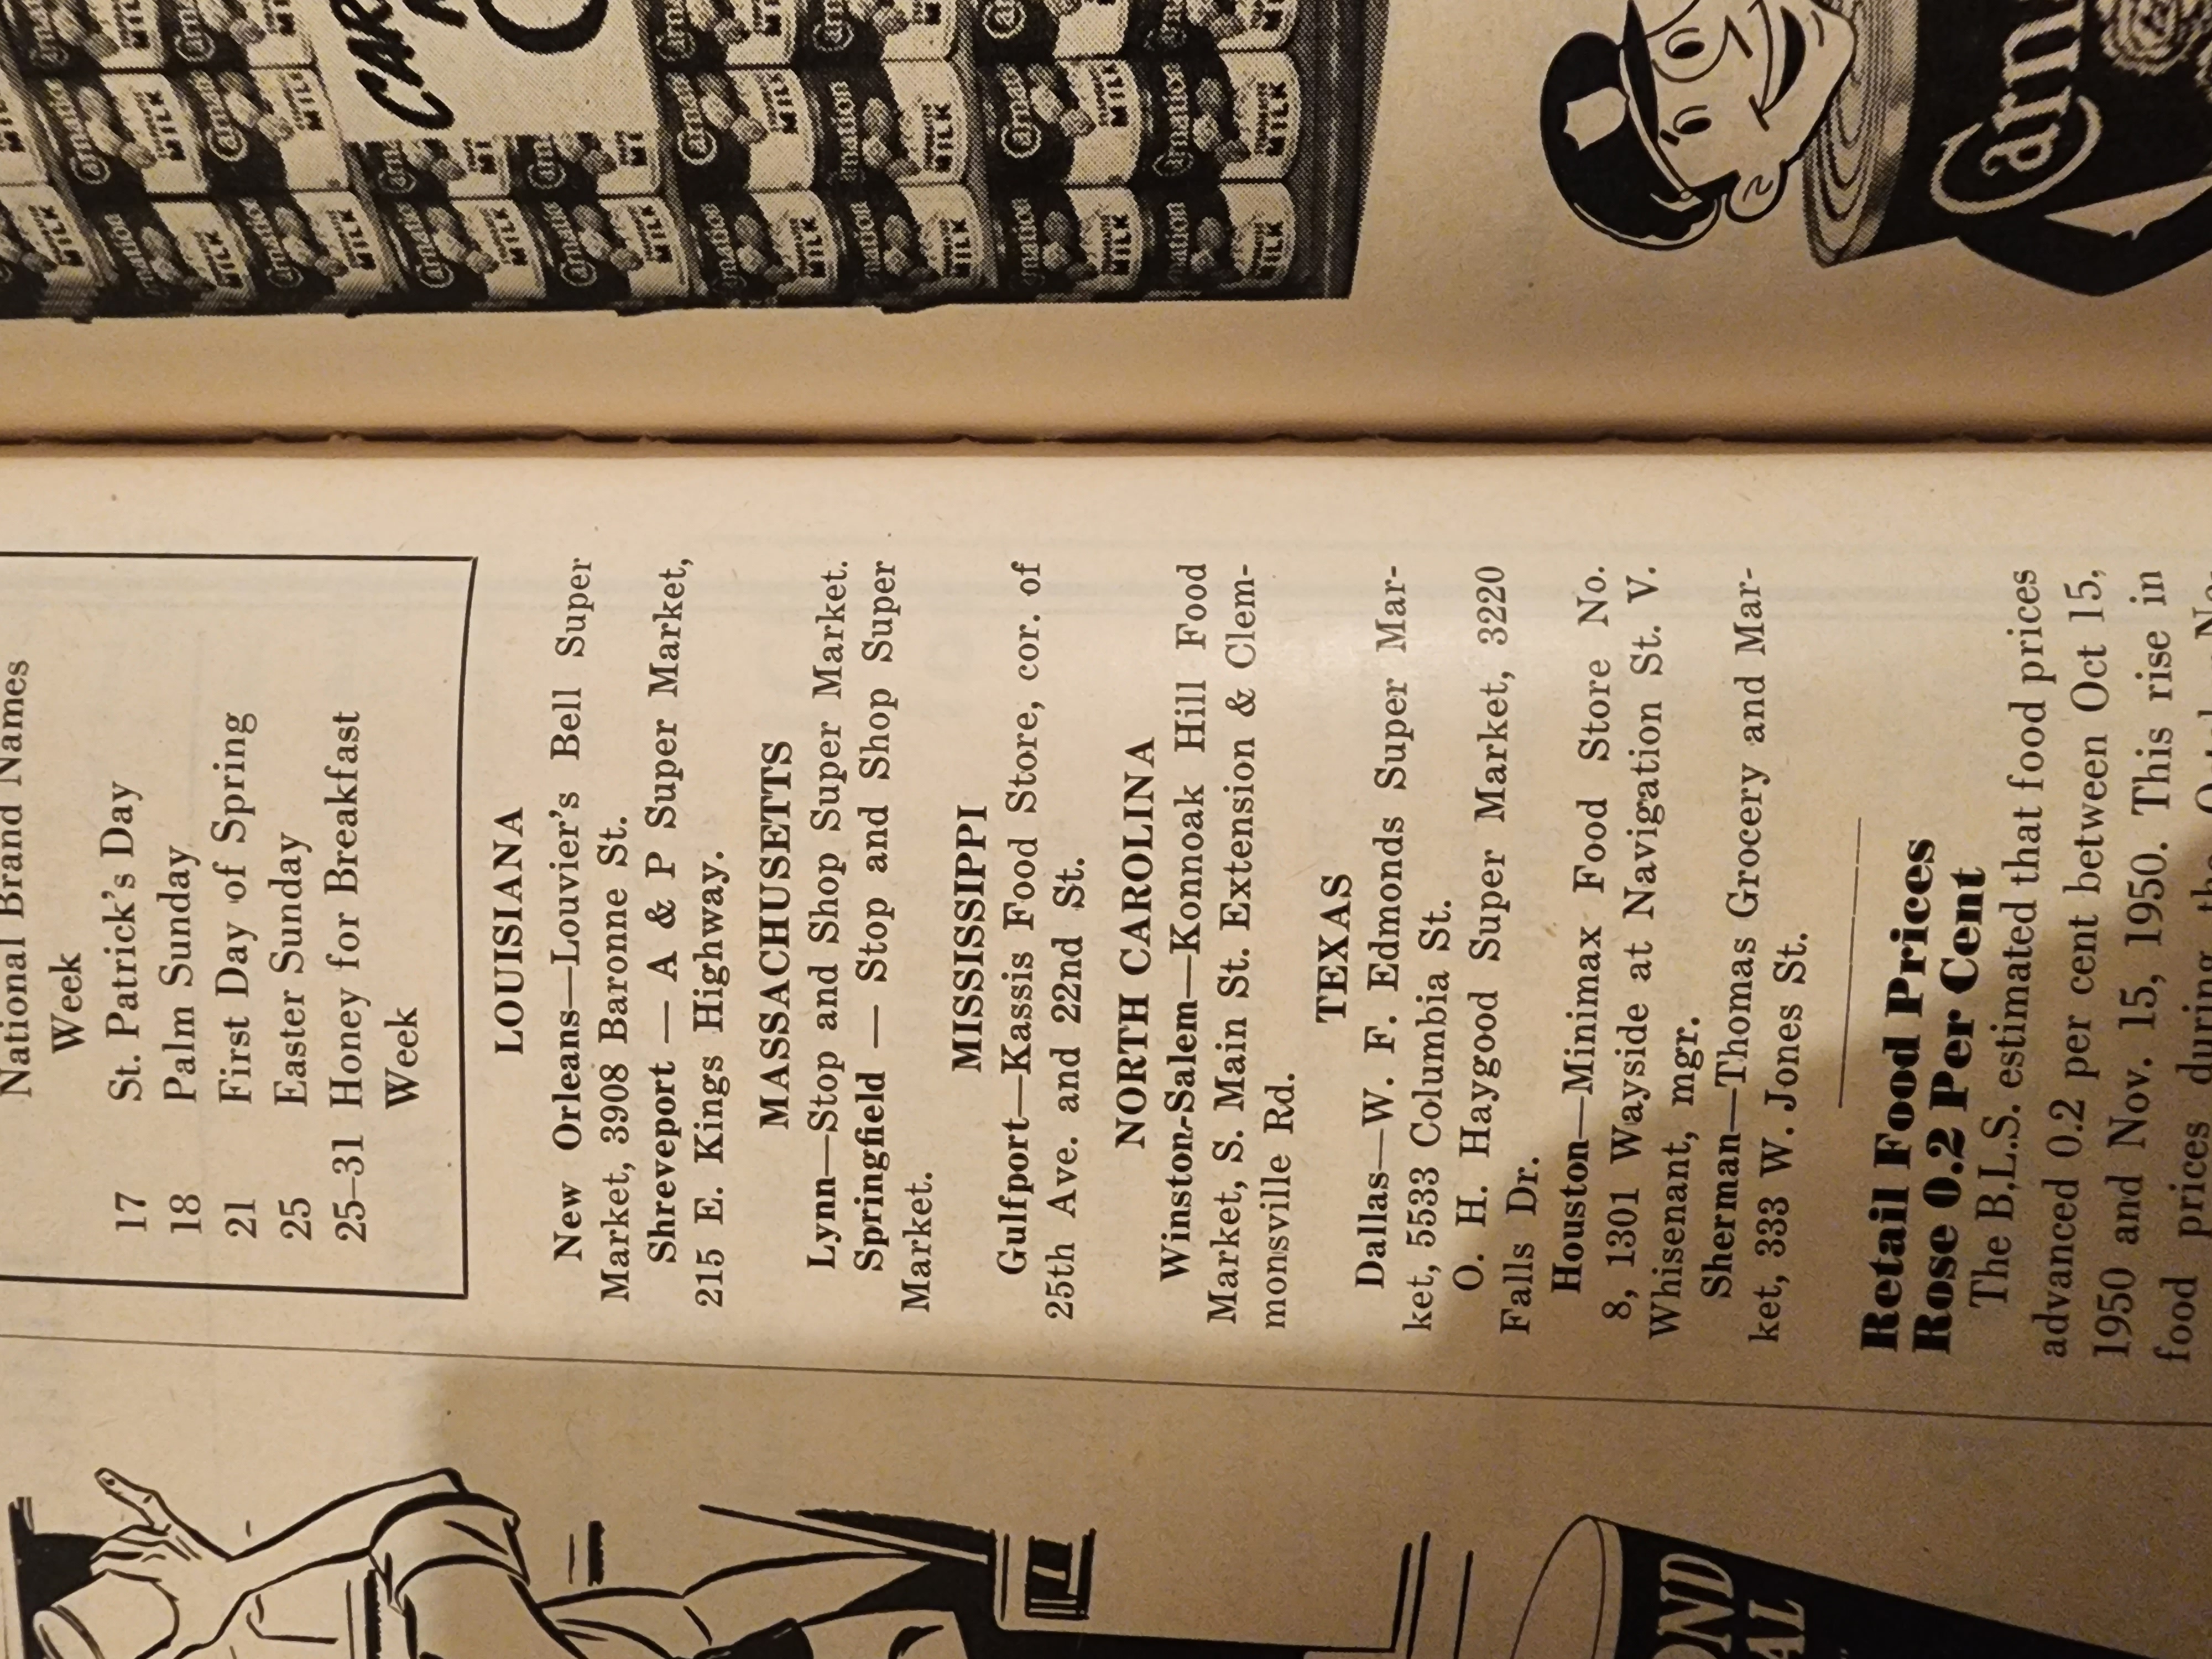 National Brand Names
Week
17 St. Patrick's Day
18 Palm Sunday
21 First Day of Spring
25 Easter Sunday
25–31 Honey for Breakfast
Week
LOUISIANA
New Orleans—Louvier's Bell Super
Market, 3908 Baronne St.
Shreveport — A & P Super Market,
215 E. Kings Highway.
MASSACHUSETTS
Lynn—Stop and Shop Super Market.
Springfield — Stop and Shop Super
Market.
MISSISSIPPI
Gulfport—Kassis Food Store, cor. of
25th Ave. and 22nd St.
NORTH CAROLINA
Winston-Salem—Konnoak Hill Food
Market, S. Main St. Extension & Clem-
monsville Rd.
TEXAS
Dallas—W. F. Edmonds Super Mar-
ket, 5533 Columbia St.
O. H. Haygood Super Market, 3220
Falls Dr.
Houston—Minimax Food Store No.
8, 1301 Wayside at Navigation St. V.
Whisenant, mgr.
Sherman—Thomas Grocery and Mar-
ket, 333 W. Jones St.
Retail Food Prices
Rose 0.2 Per Cent
The B.L.S. estimated that food prices
advanced 0.2 per cent between Oct 15,
1950 and Nov. 15, 1950. This rise in
food prices during the
Carnation
MILK